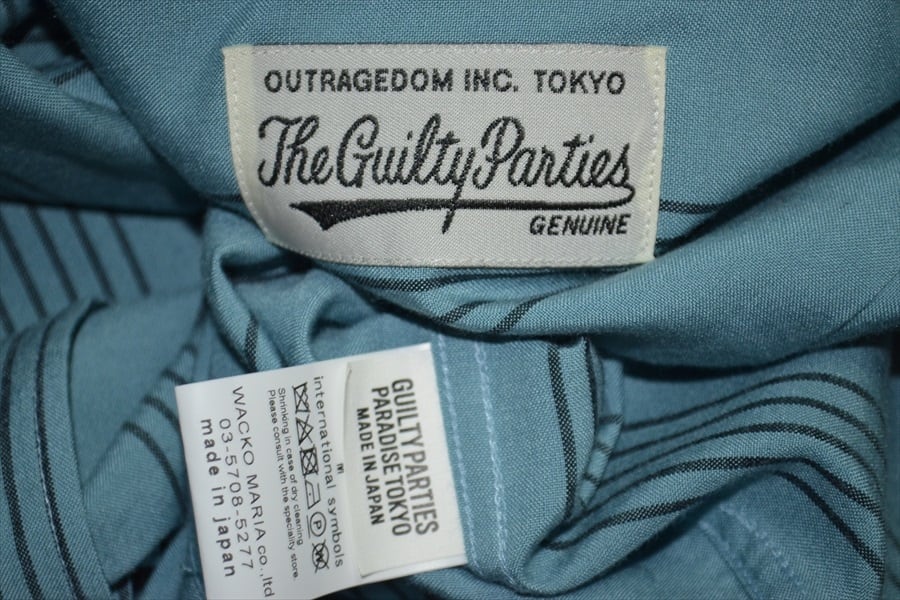 OUTRAGEDOM INC. TOKYO
The Guilty Parties
GENUINE
GUILTY PARTIES
PARADISE TOKYO
MADE IN JAPAN
(W)
international symbols
P
W
Shrinking in case of dry cleaning
Please consult with the speciality store.
WACKO MARIA co.,ltd
03-5708-5277
made in japan